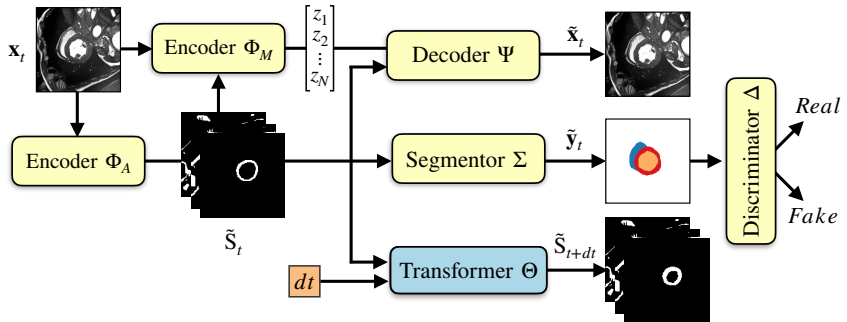 x_t
Encoder Φ_M
z_1
z_2
⋮
z_N
Decoder Ψ
x̃_t
Encoder Φ_A
Segmentor Σ
ỹ_t
Discriminator Δ
Real
Fake
S̃_t
dt
Transformer Θ
S̃_{t+dt}